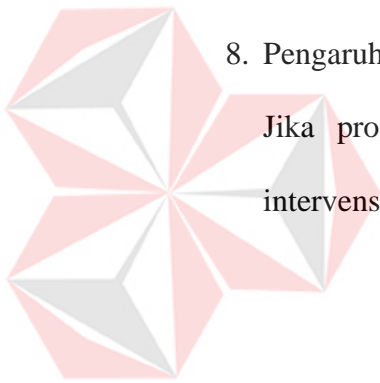 8. Pengaruh
Jika pro
intervens